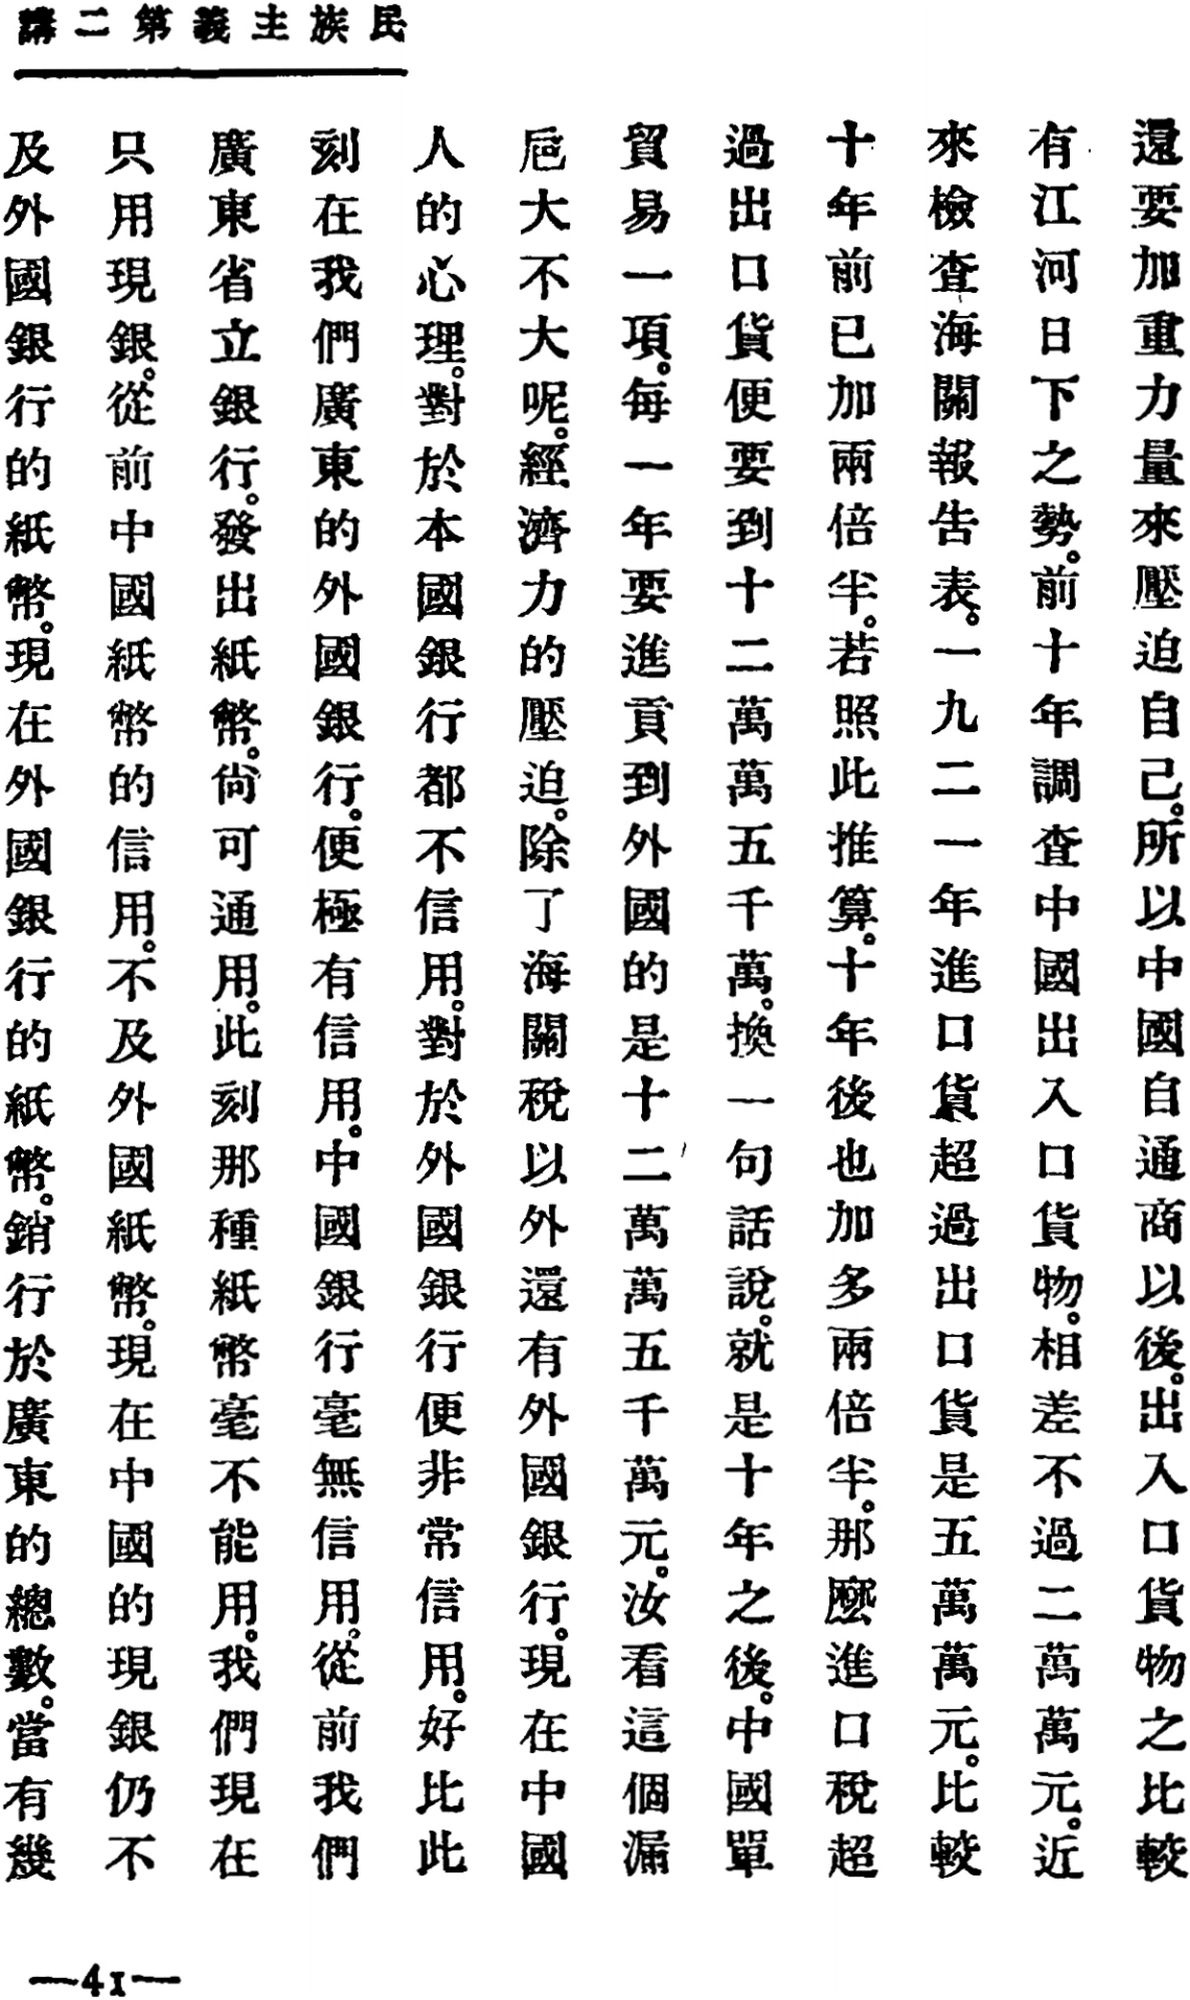 民族主義第二講
還要加重力量來壓迫自己。所以中國自通商以後。出入口貨物之比較
有江河日下之勢。前十年調查中國出入口貨物。相差不過二萬萬元。近
來檢查海關報告表。一九二一年進口貨超過出口貨是五萬萬元。比較
十年前已加兩倍半。若照此推算。十年後也加多兩倍半。那麽進口稅超
過出口貨便要到十二萬萬五千萬。換一句話說。就是十年之後。中國單
貿易一項。每一年要進貢到外國的是十二萬萬五千萬元。汝看這個漏
巵大不大呢。經濟力的壓迫。除了海關稅以外還有外國銀行。現在中國
人的心理。對於本國銀行都不信用。對於外國銀行便非常信用。好比此
刻在我們廣東的外國銀行。便極有信用。中國銀行毫無信用。從前我們
廣東省立銀行。發出紙幣。尙可通用。此刻那種紙幣毫不能用。我們現在
只用現銀。從前中國紙幣的信用。不及外國紙幣。現在中國的現銀仍不
及外國銀行的紙幣。現在外國銀行的紙幣。銷行於廣東的總數。當有幾
—41—